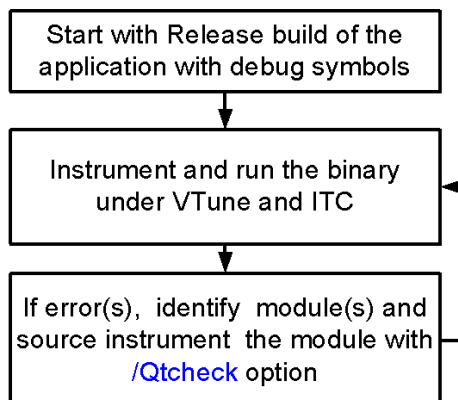 Start with Release build of the
application with debug symbols
Instrument and run the binary
under VTune and ITC
If error(s), identify module(s) and
source instrument the module with
/Qtcheck option